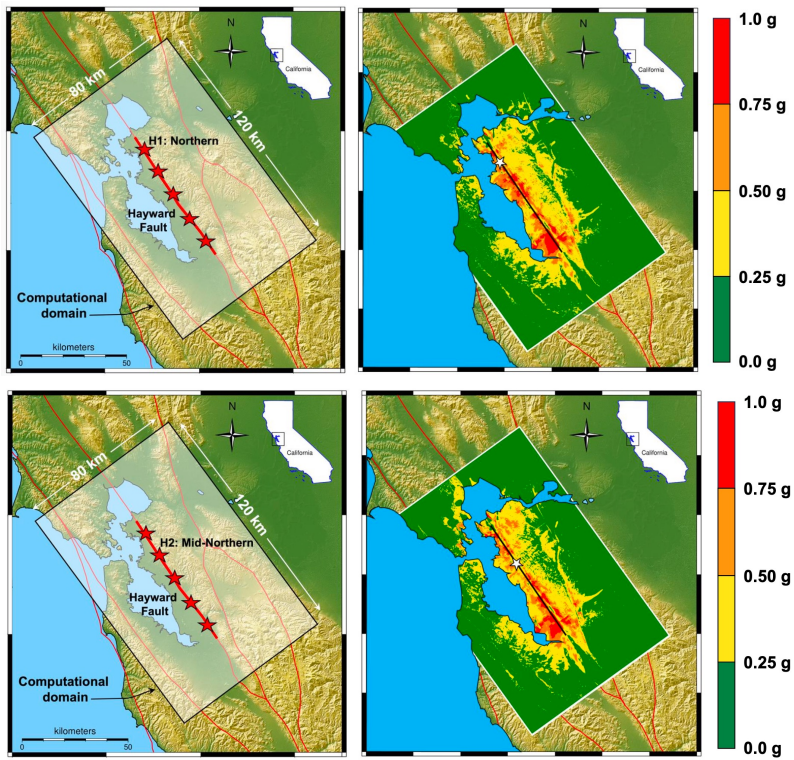 N
California
80 km
120 km
H1: Northern
Hayward
Fault
Computational
domain
kilometers
0
50
N
California
1.0 g
0.75 g
0.50 g
0.25 g
0.0 g
N
California
80 km
120 km
H2: Mid-Northern
Hayward
Fault
Computational
domain
kilometers
0
50
N
California
1.0 g
0.75 g
0.50 g
0.25 g
0.0 g